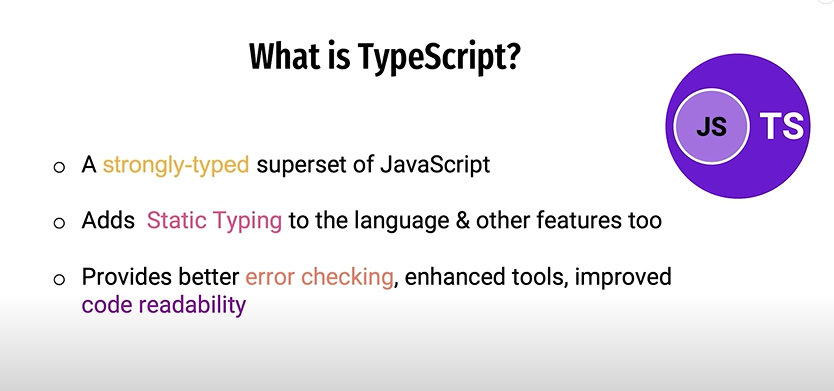 What is TypeScript?
JS TS
○ A strongly-typed superset of JavaScript
○ Adds Static Typing to the language & other features too
○ Provides better error checking, enhanced tools, improved
code readability